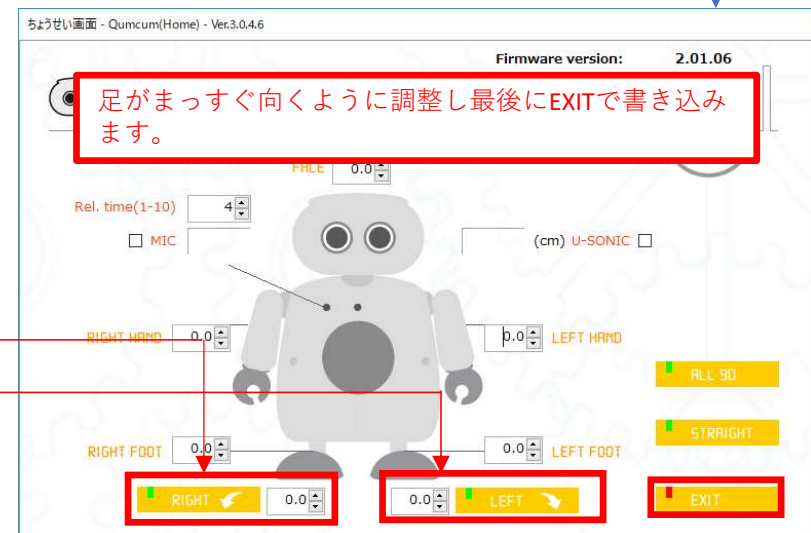 ちょうせい画面 - Qumcum(Home) - Ver.3.0.4.6
Firmware version: 2.01.06
足がまっすぐ向くように調整し最後にEXITで書き込み
ます。
FACE 0.0
Rel. time(1-10) 4
MIC
(cm) U-SONIC
RIGHT HAND 0.0
0.0 LEFT HAND
ALL 90
STRAIGHT
RIGHT FOOT 0.0
0.0 LEFT FOOT
RIGHT 0.0
0.0 LEFT
EXIT